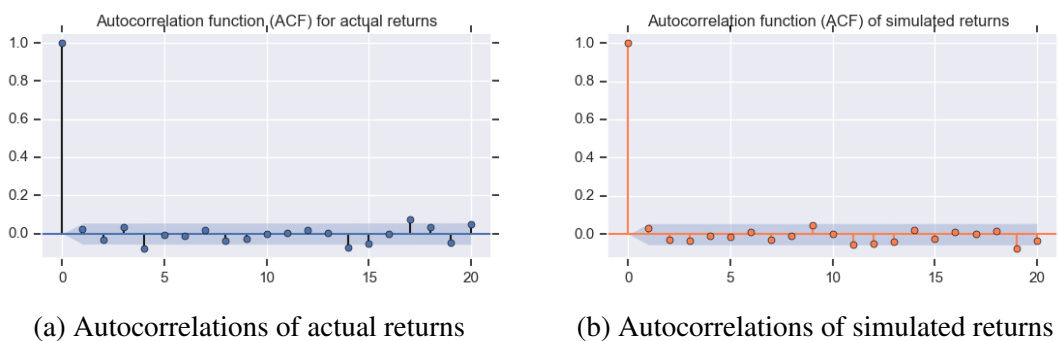 Autocorrelation function (ACF) for actual returns
1.0
0.8
0.6
0.4
0.2
0.0
0 5 10 15 20
(a) Autocorrelations of actual returns
Autocorrelation function (ACF) of simulated returns
1.0
0.8
0.6
0.4
0.2
0.0
0 5 10 15 20
(b) Autocorrelations of simulated returns